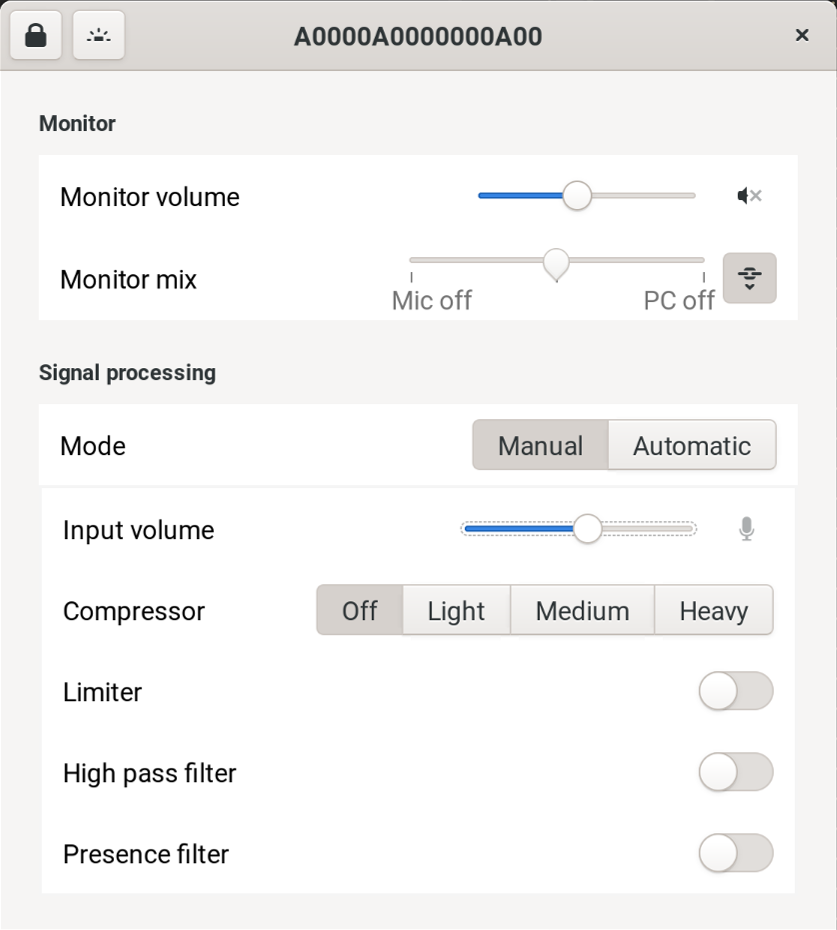 A0000A0000000A00
Monitor
Monitor volume
Monitor mix
Mic off PC off
Signal processing
Mode Manual Automatic
Input volume
Compressor Off Light Medium Heavy
Limiter
High pass filter
Presence filter